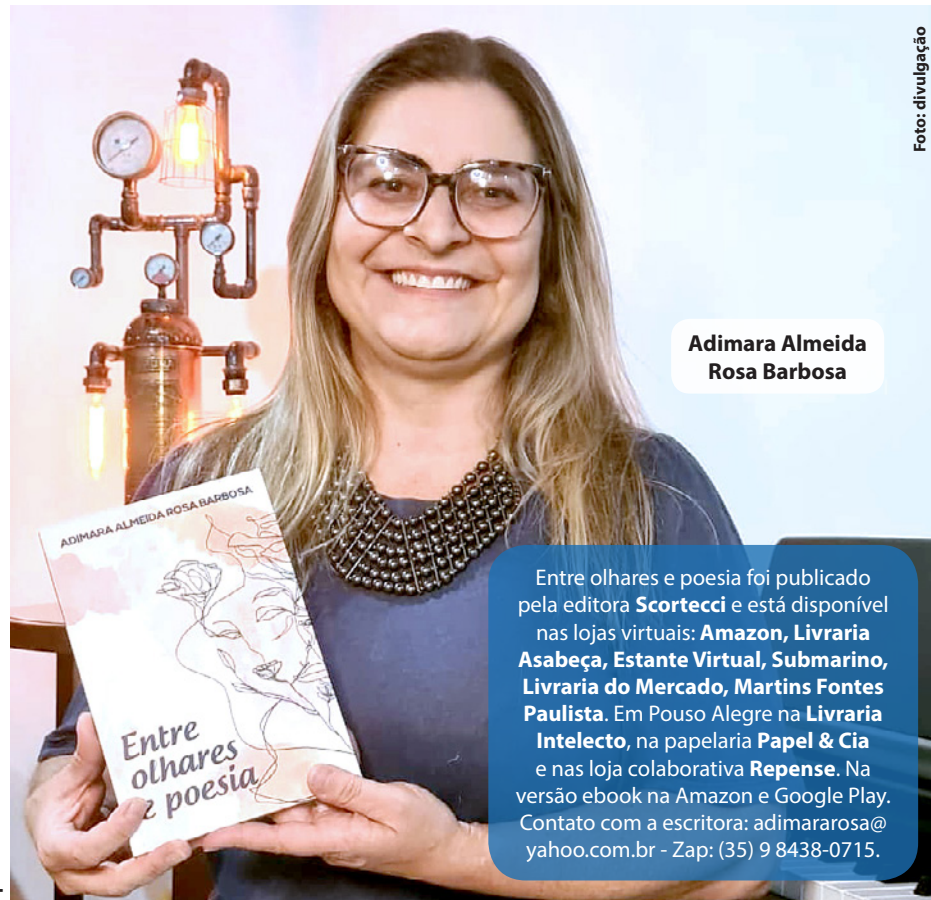 Foto: divulgação
Adimara Almeida
Rosa Barbosa
ADIMARA ALMEIDA ROSA BARBOSA
Entre
olhares
e poesia
Entre olhares e poesia foi publicado
pela editora Scortecci e está disponível
nas lojas virtuais: Amazon, Livraria
Asabeça, Estante Virtual, Submarino,
Livraria do Mercado, Martins Fontes
Paulista. Em Pouso Alegre na Livraria
Intelecto, na papelaria Papel & Cia
e nas loja colaborativa Repense. Na
versão ebook na Amazon e Google Play.
Contato com a escritora: adimararosa@
yahoo.com.br - Zap: (35) 9 8438-0715.